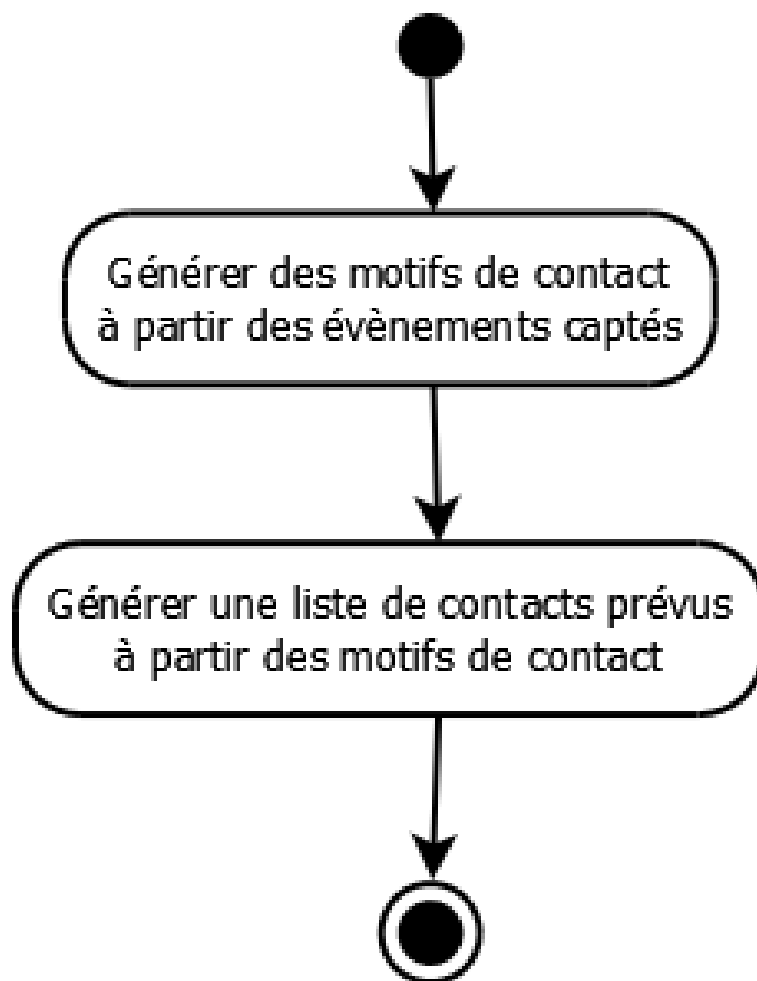 Générer des motifs de contact
à partir des évènements captés
Générer une liste de contacts prévus
à partir des motifs de contact